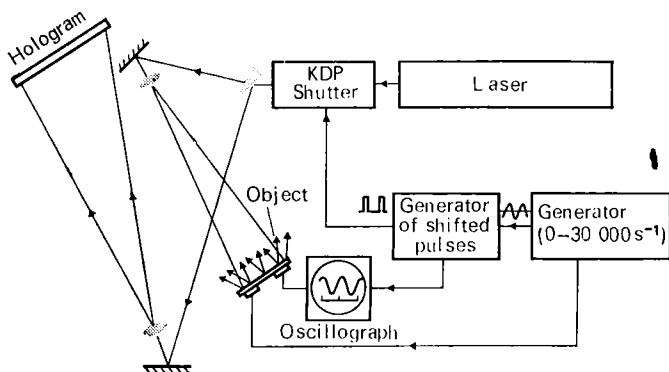 Hologram
KDP
Shutter
Laser
Object
Generator
of shifted
pulses
Generator
(0–30 000 s⁻¹)
Oscillograph